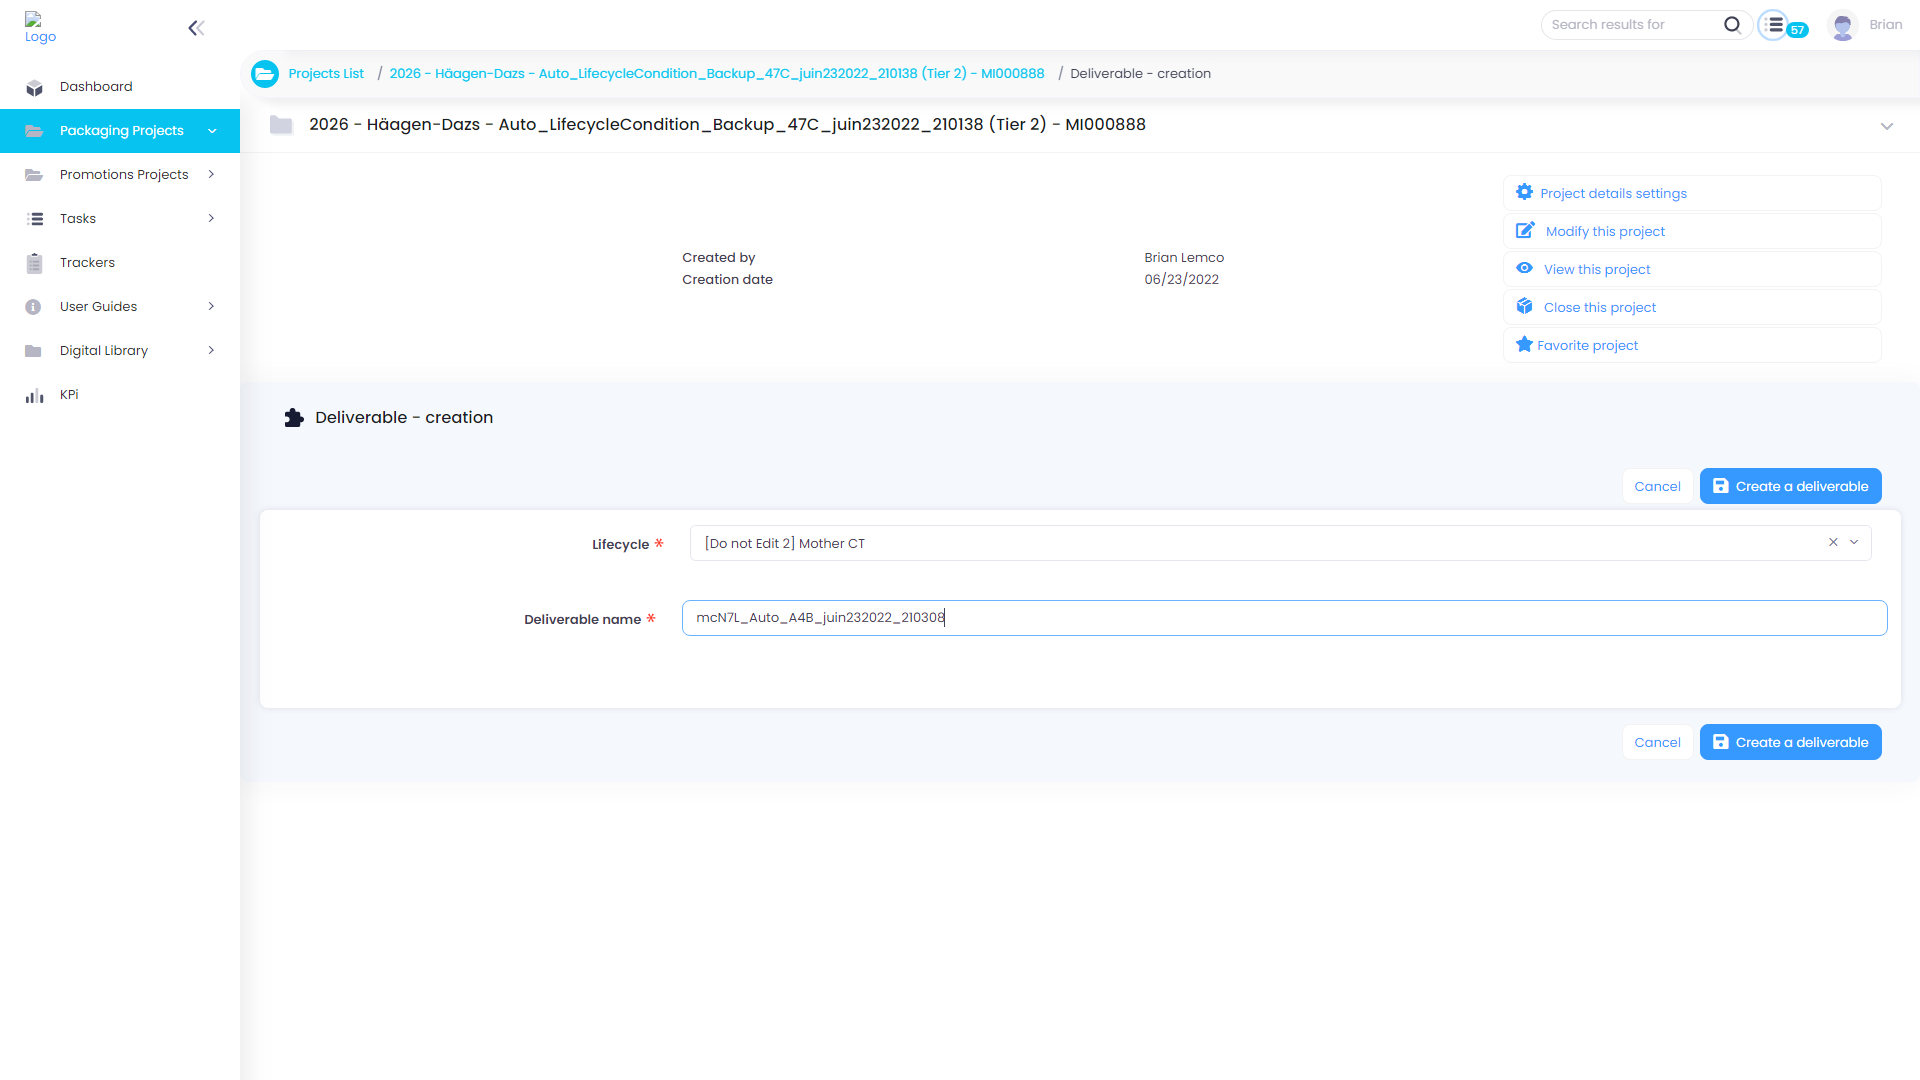 Logo
Search results for
57
Brian
Projects List / 2026 - Häagen-Dazs - Auto_LifecycleCondition_Backup_47C_juin232022_210138 (Tier 2) - MI000888 / Deliverable - creation
Dashboard
Packaging Projects
Promotions Projects
Tasks
Trackers
User Guides
Digital Library
KPi
2026 - Häagen-Dazs - Auto_LifecycleCondition_Backup_47C_juin232022_210138 (Tier 2) - MI000888
Created by Brian Lemco
Creation date 06/23/2022
Project details settings
Modify this project
View this project
Close this project
Favorite project
Deliverable - creation
Cancel Create a deliverable
Lifecycle * [Do not Edit 2] Mother CT
Deliverable name * mcN7L_Auto_A4B_juin232022_210308
Cancel Create a deliverable